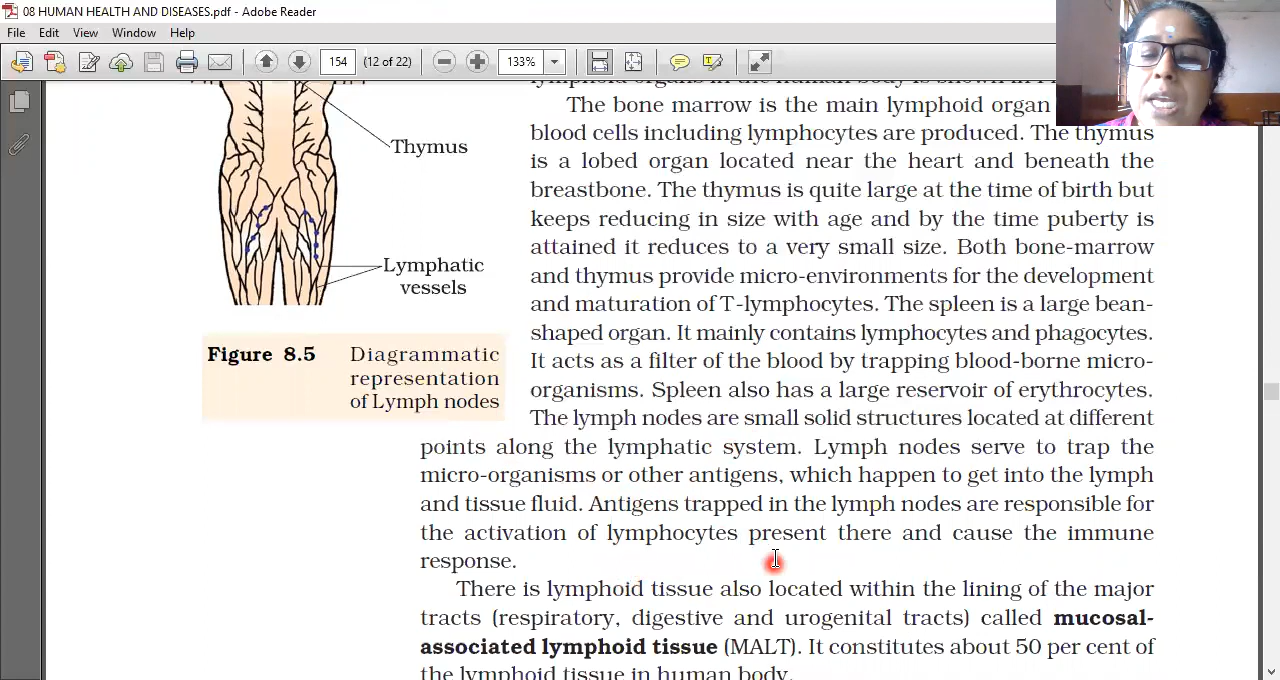 08 HUMAN HEALTH AND DISEASES.pdf - Adobe Reader
File Edit View Window Help
154 (12 of 22) 133%
The bone marrow is the main lymphoid organ
blood cells including lymphocytes are produced. The thymus
is a lobed organ located near the heart and beneath the
breastbone. The thymus is quite large at the time of birth but
keeps reducing in size with age and by the time puberty is
attained it reduces to a very small size. Both bone-marrow
and thymus provide micro-environments for the development
and maturation of T-lymphocytes. The spleen is a large bean-
shaped organ. It mainly contains lymphocytes and phagocytes.
It acts as a filter of the blood by trapping blood-borne micro-
organisms. Spleen also has a large reservoir of erythrocytes.
The lymph nodes are small solid structures located at different
points along the lymphatic system. Lymph nodes serve to trap the
micro-organisms or other antigens, which happen to get into the lymph
and tissue fluid. Antigens trapped in the lymph nodes are responsible for
the activation of lymphocytes present there and cause the immune
response.
There is lymphoid tissue also located within the lining of the major
tracts (respiratory, digestive and urogenital tracts) called mucosal-
associated lymphoid tissue (MALT). It constitutes about 50 per cent of
the lymphoid tissue in human body.
Thymus
Lymphatic
vessels
Figure 8.5 Diagrammatic
representation
of Lymph nodes